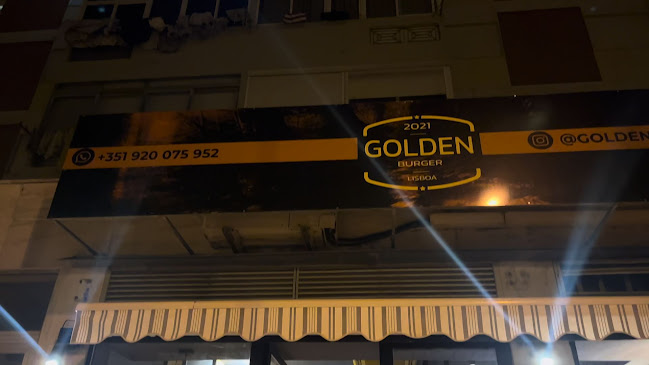 +351 920 075 952
2021
GOLDEN
BURGER
LISBOA
@GOLDEN